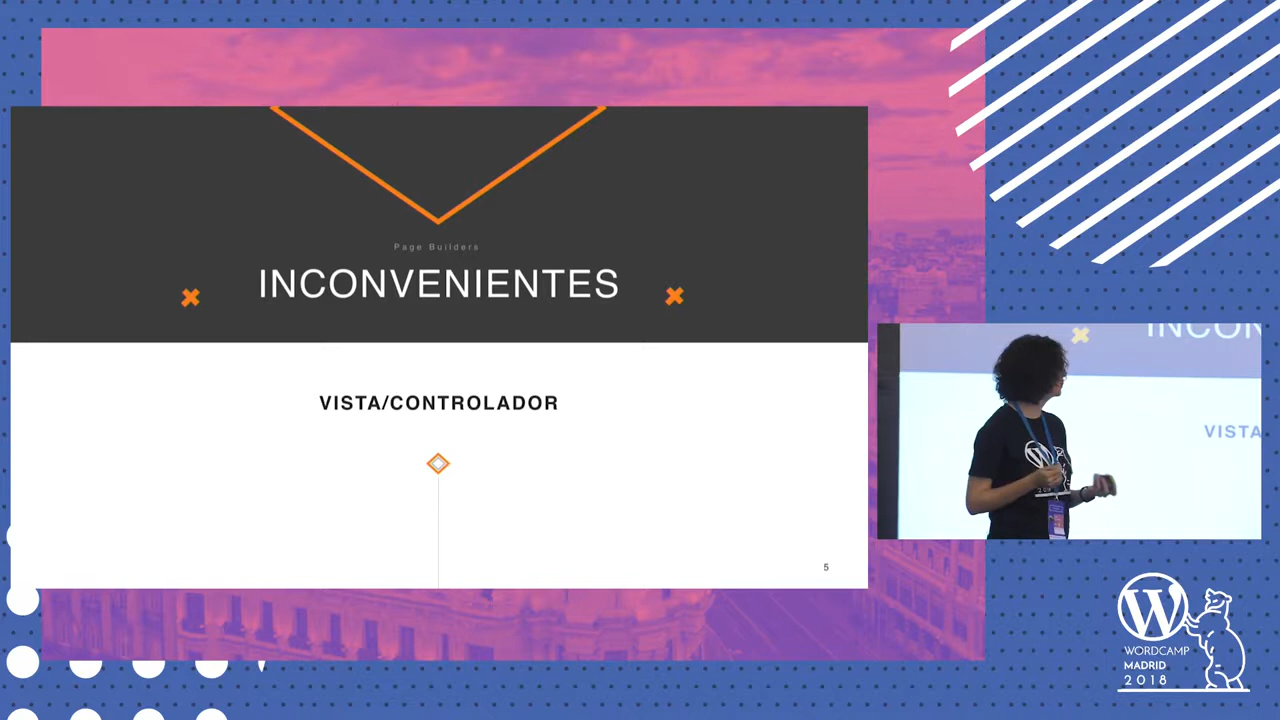 Page Builders
INCONVENIENTES
VISTA/CONTROLADOR
5
INCON
VISTA
WORDCAMP
MADRID
2018